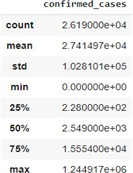 confirmed_cases
count 2.619000e+04
mean 2.741497e+04
std 1.028101e+05
min 0.000000e+00
25% 2.280000e+02
50% 2.549000e+03
75% 1.555400e+04
max 1.244917e+06